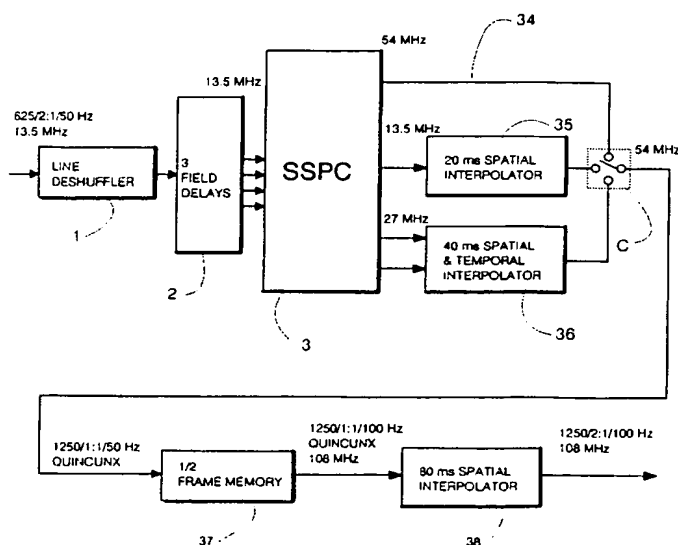 54 MHz
34
13.5 MHz
625/2:1/50 Hz
13.5 MHz
13.5 MHz
35
54 MHz
LINE
DESHUFFLER
3
FIELD
DELAYS
SSPC
20 ms SPATIAL
INTERPOLATOR
1
27 MHz
40 ms SPATIAL
& TEMPORAL
INTERPOLATOR
C
2
3
36
1250/1:1/50 Hz
QUINCUNX
1/2
FRAME MEMORY
1250/1:1/100 Hz
QUINCUNX
108 MHz
80 ms SPATIAL
INTERPOLATOR
1250/2:1/100 Hz
108 MHz
37
38